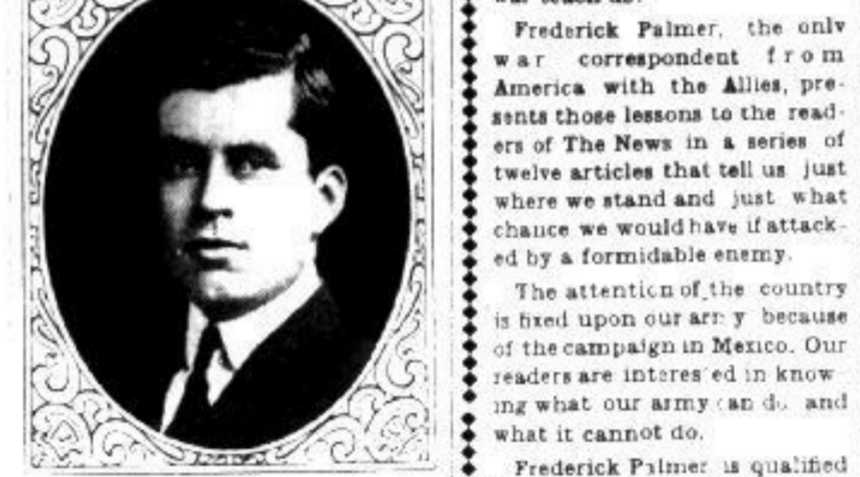 war teach us?
Frederick Palmer, the only
war correspondent from
America with the Allies, pre-
sents those lessons to the read-
ers of The News in a series of
twelve articles that tell us just
where we stand and just what
chance we would have if attack-
ed by a formidable enemy.
The attention of the country
is fixed upon our army because
of the campaign in Mexico. Our
readers are interested in know-
ing what our army can do and
what it cannot do.
Frederick Palmer is qualified